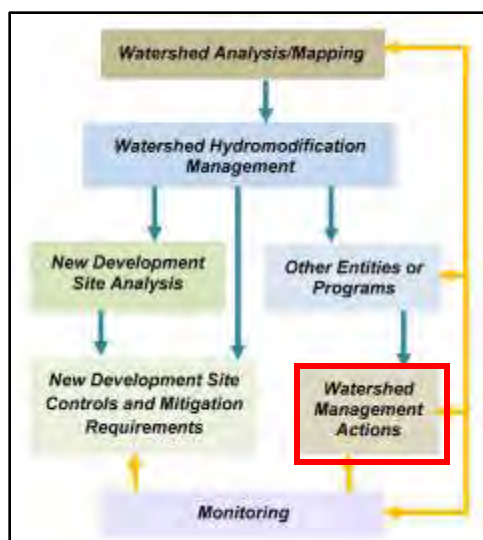 Watershed Analysis/Mapping
Watershed Hydromodification
Management
New Development
Site Analysis
Other Entities or
Programs
New Development Site
Controls and Mitigation
Requirements
Watershed
Management
Actions
Monitoring